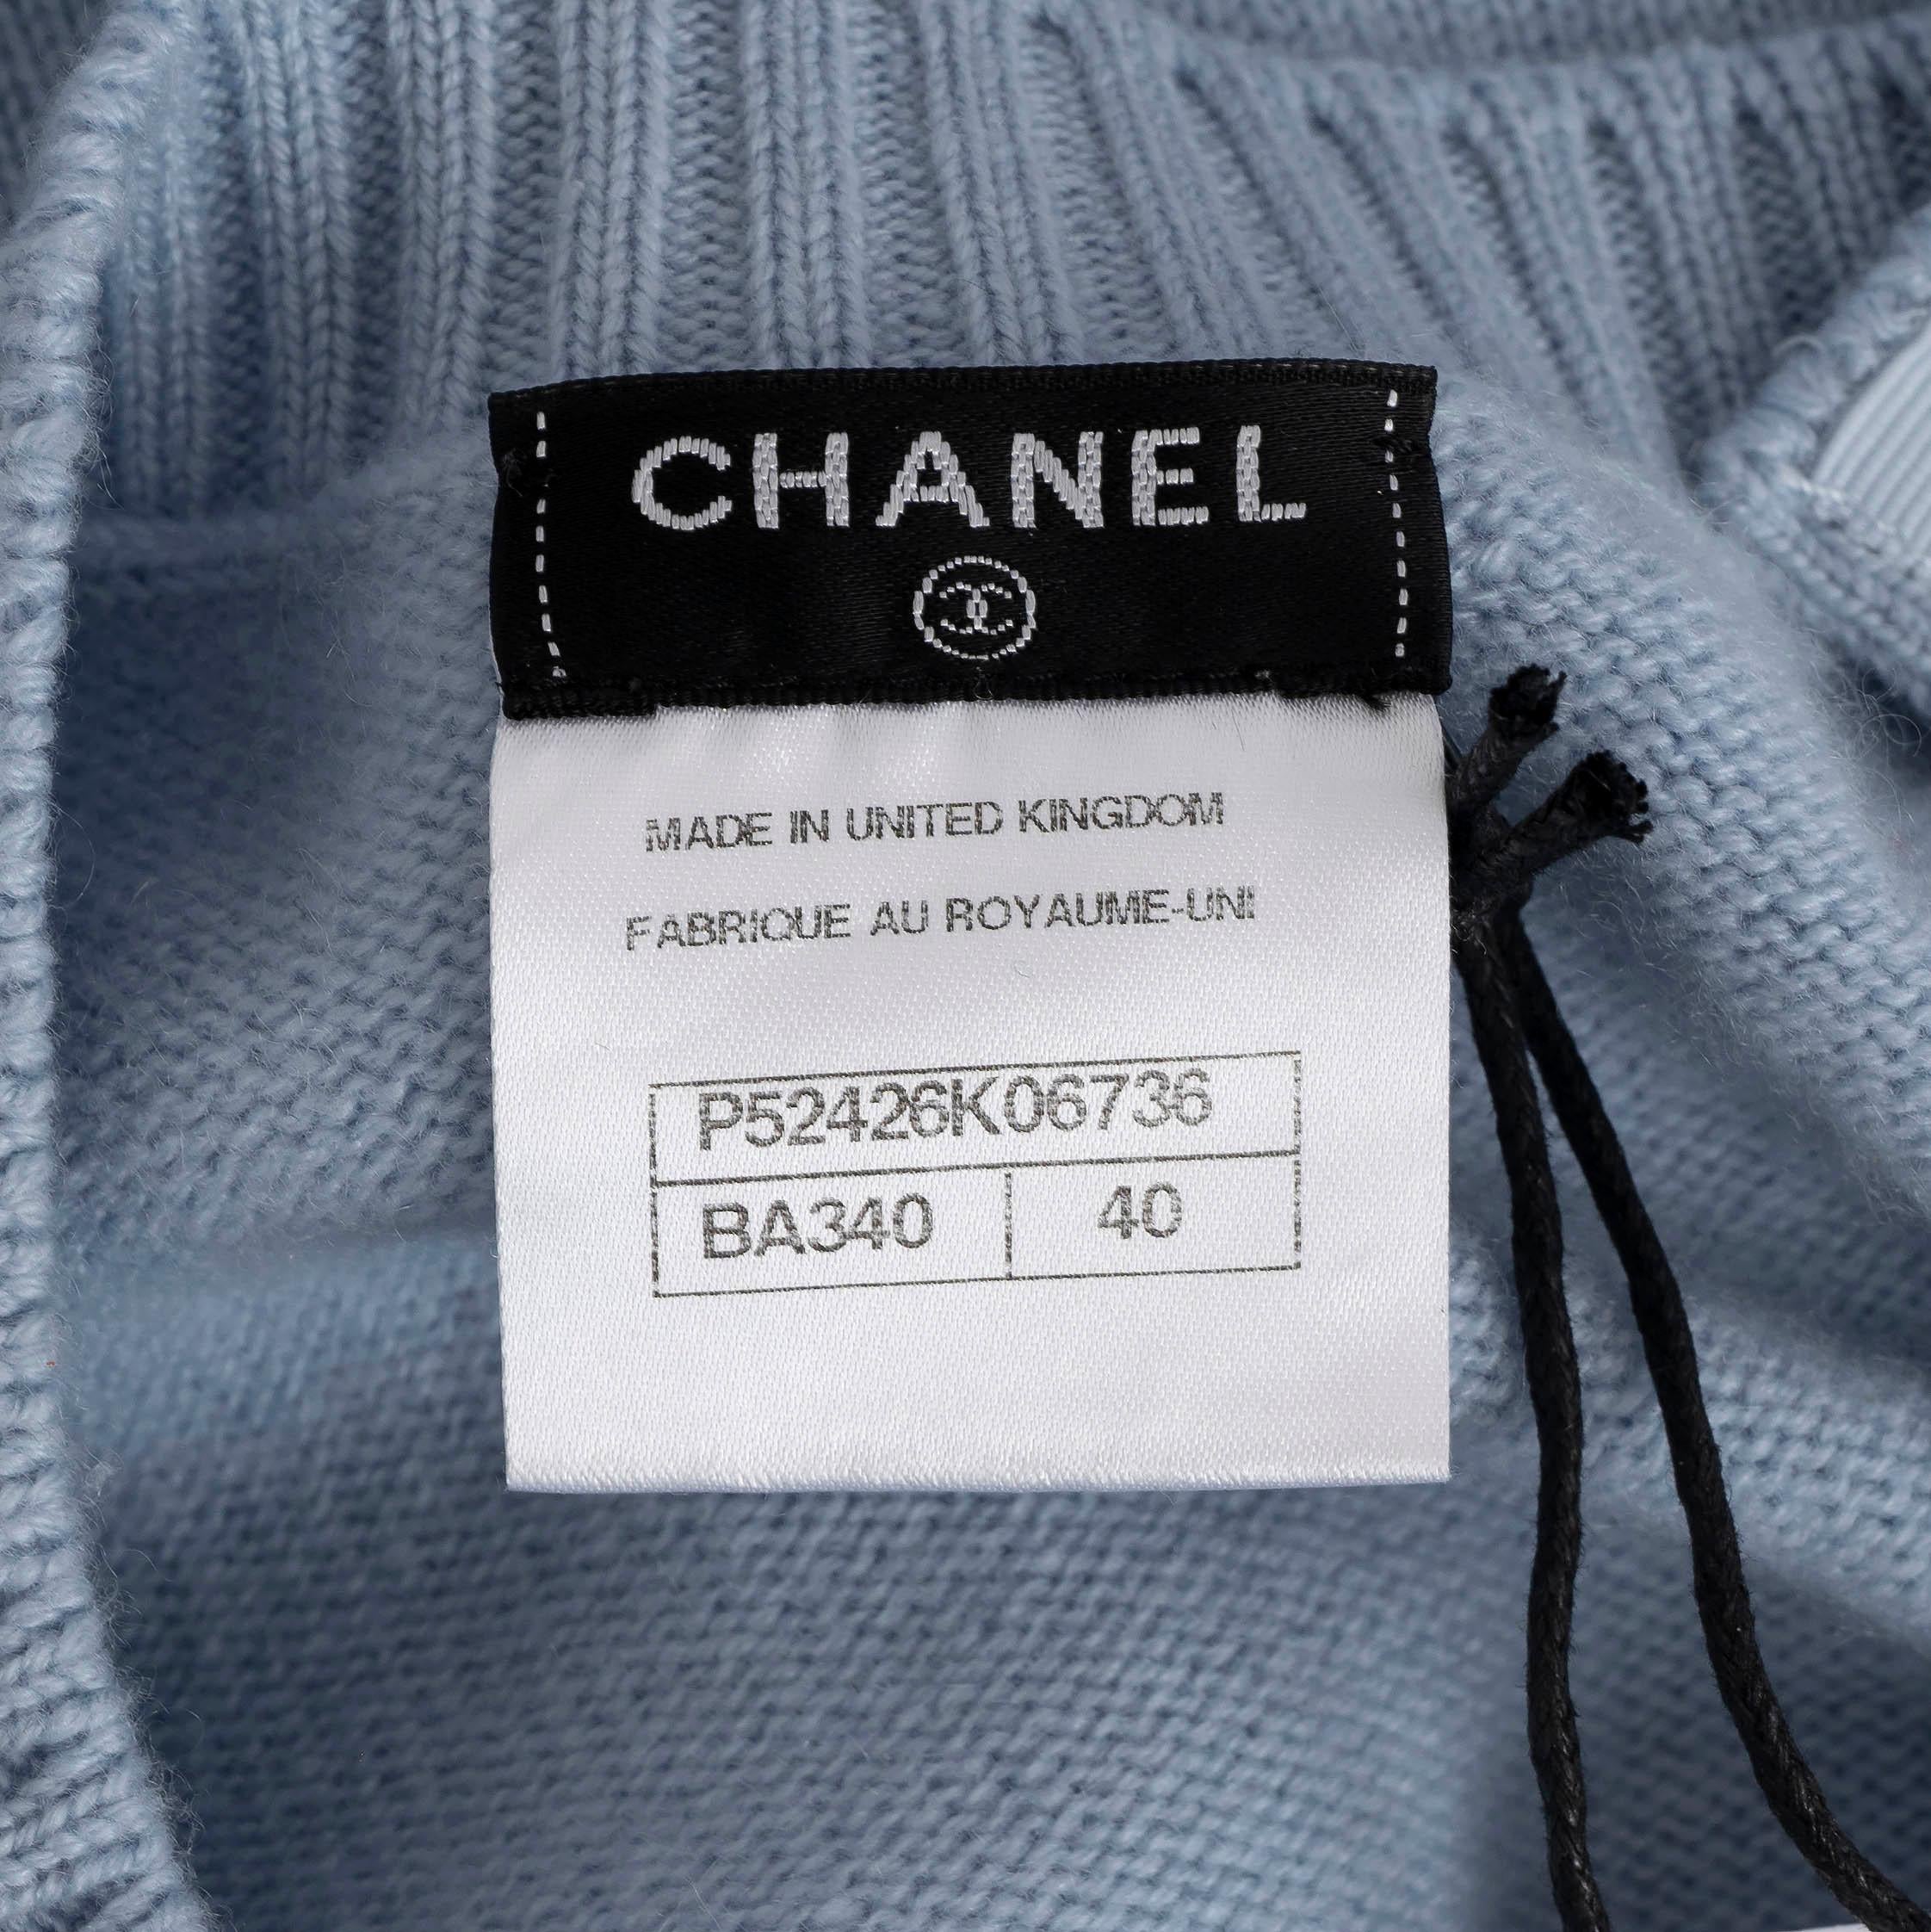 CHANEL
MADE IN UNITED KINGDOM
FABRIQUE AU ROYAUME-UNI
P52426K06736
BA340 40